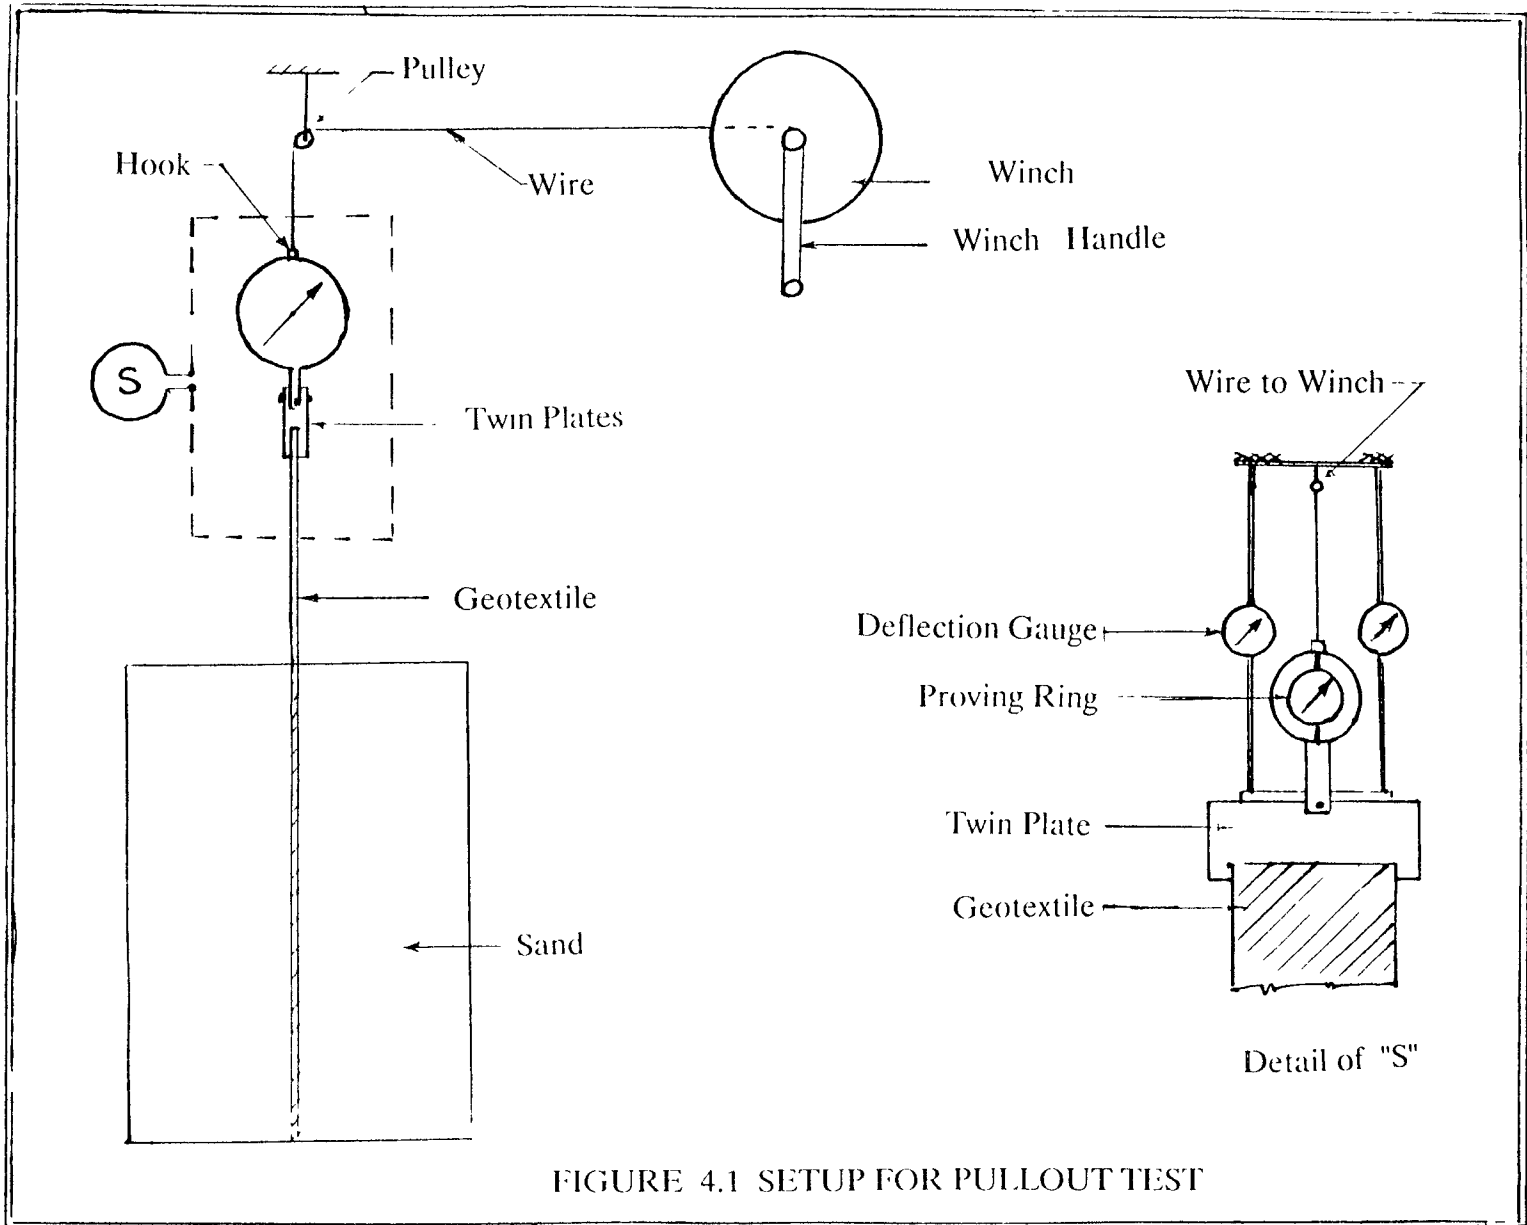 Pulley
Hook
Wire
Winch
Winch Handle
S
Twin Plates
Wire to Winch
Geotextile
Deflection Gauge
Proving Ring
Twin Plate
Geotextile
Sand
Detail of "S"
FIGURE 4.1 SETUP FOR PULLOUT TEST